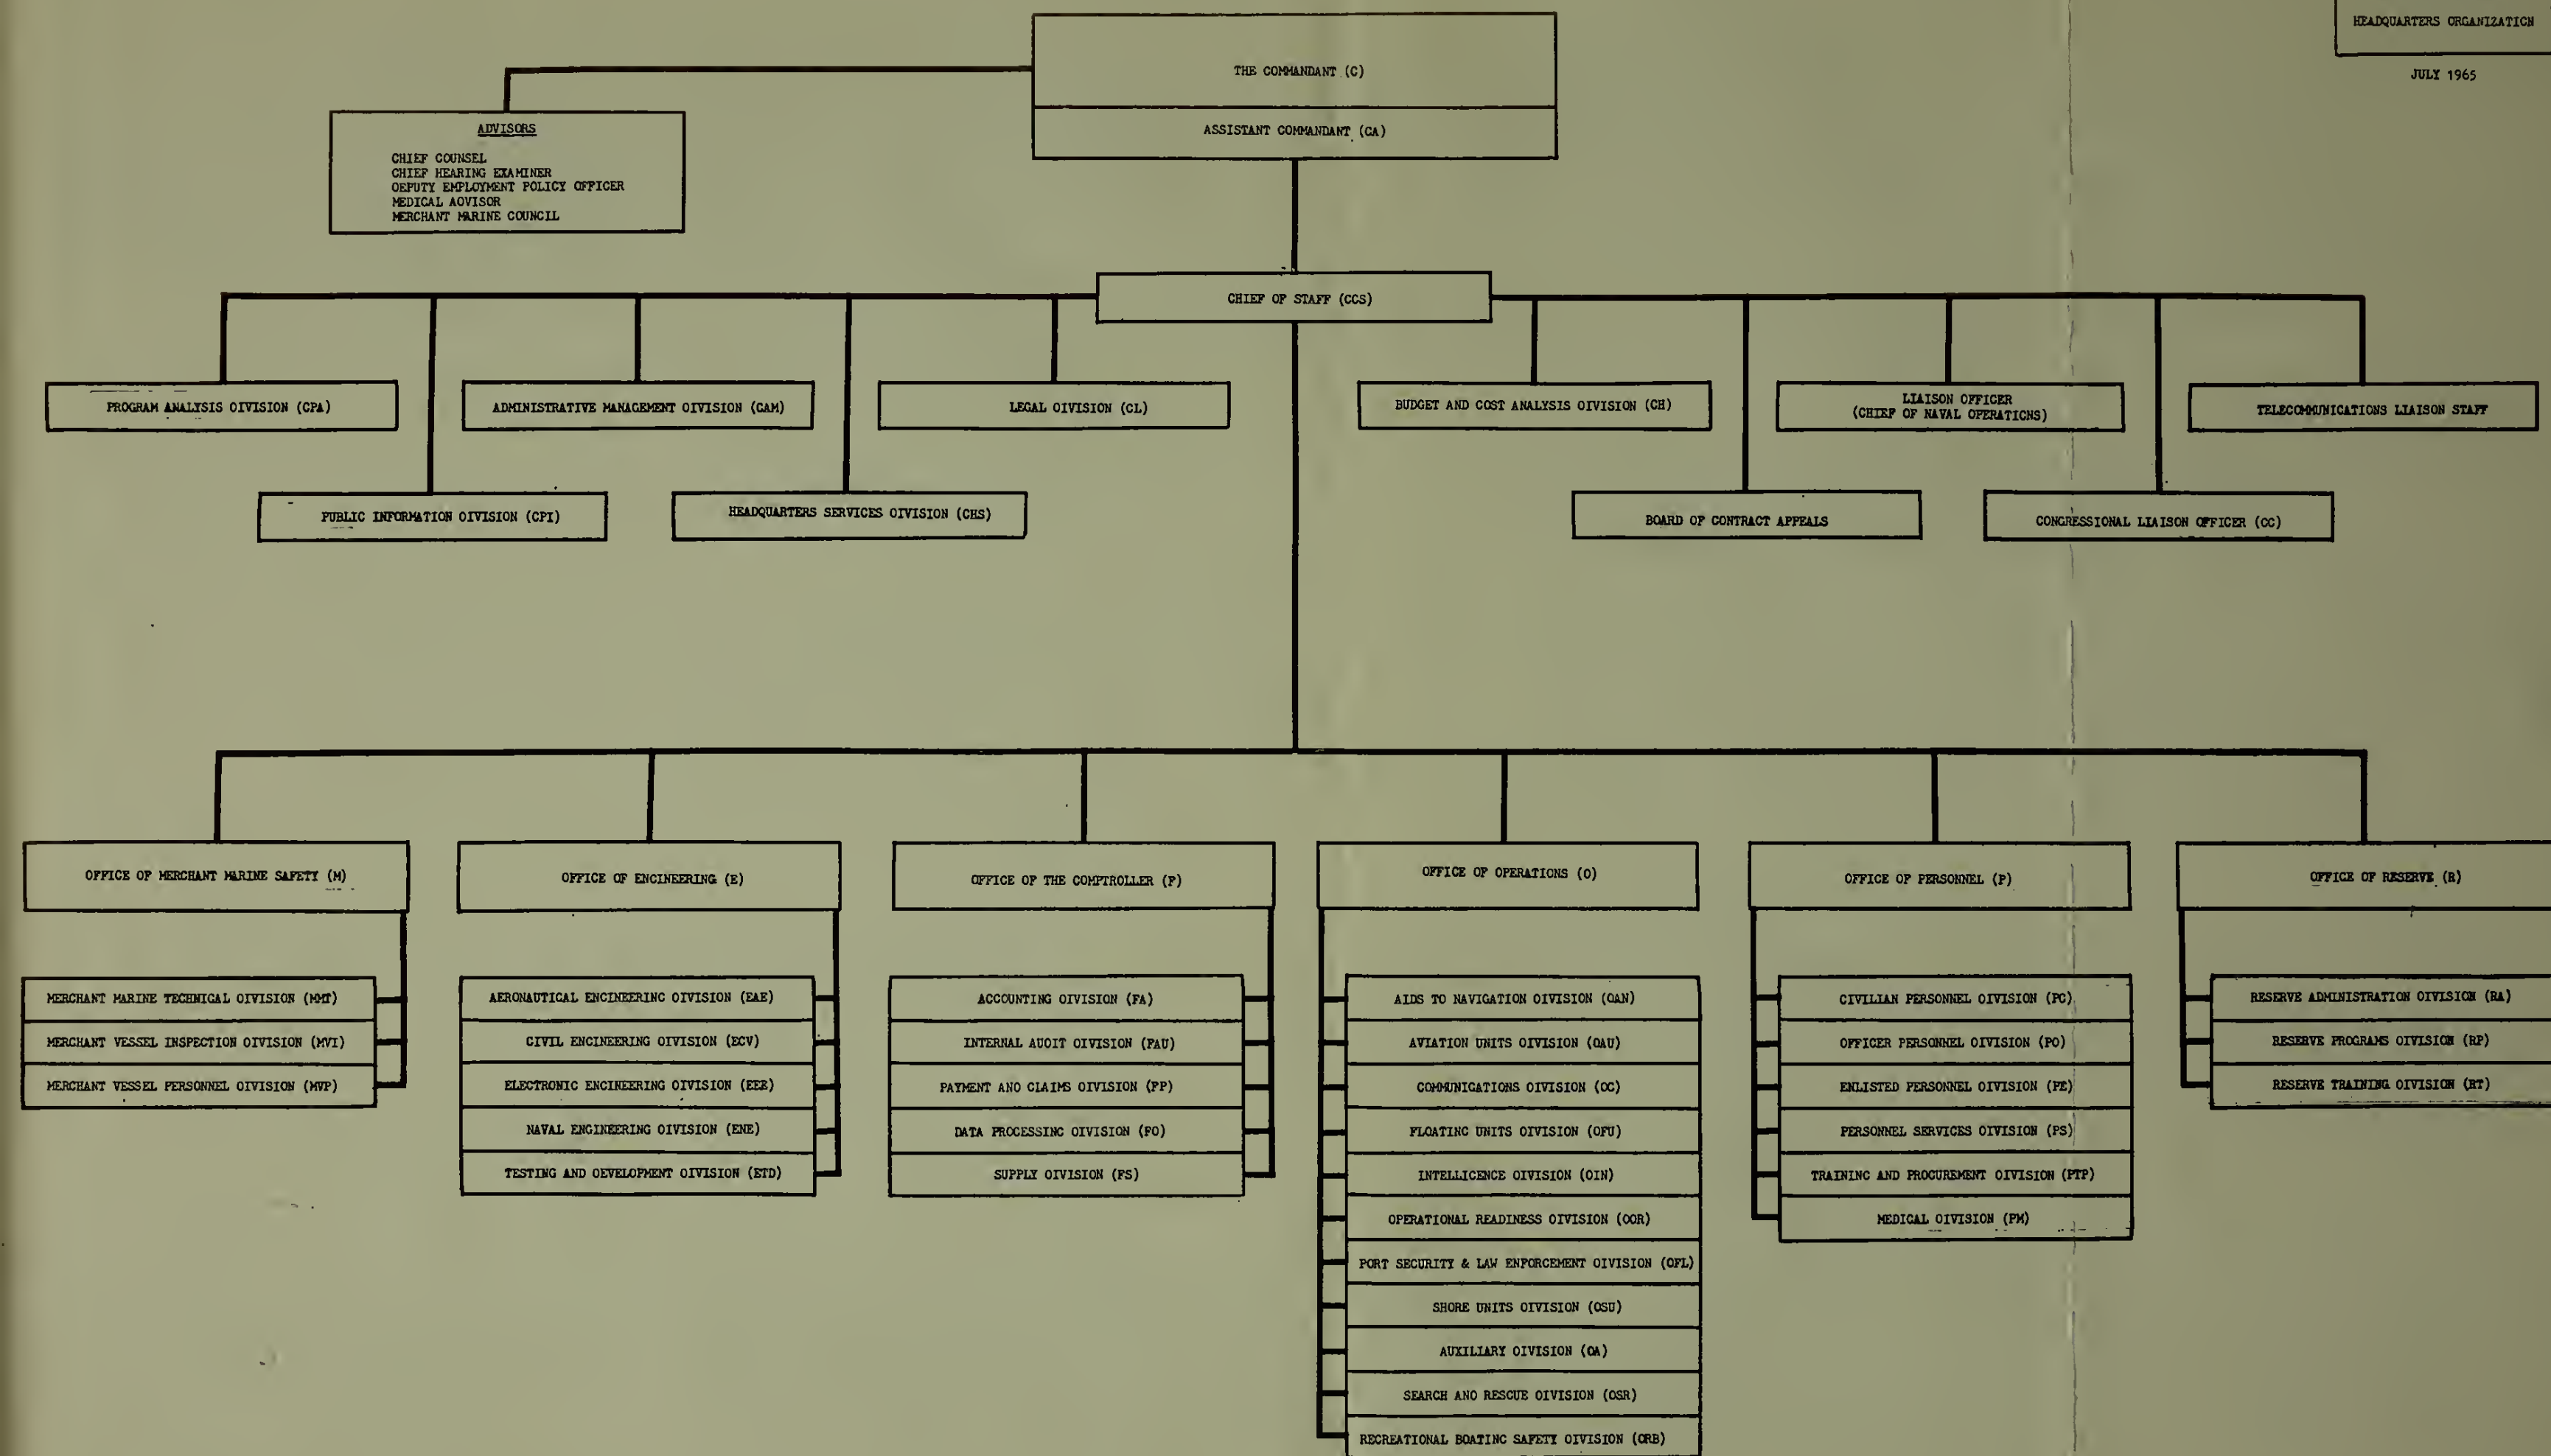 HEADQUARTERS ORGANIZATION
JULY 1965
THE COMMANDANT (C)
ASSISTANT COMMANDANT (CA)
ADVISORS
CHIEF COUNSEL
CHIEF HEARING EXAMINER
DEPUTY EMPLOYMENT POLICY OFFICER
MEDICAL ADVISOR
MERCHANT MARINE COUNCIL
CHIEF OF STAFF (CCS)
PROGRAM ANALYSIS DIVISION (CPA)
ADMINISTRATIVE MANAGEMENT DIVISION (CAM)
LEGAL DIVISION (CL)
BUDGET AND COST ANALYSIS DIVISION (CH)
LIAISON OFFICER
(CHIEF OF NAVAL OPERATIONS)
TELECOMMUNICATIONS LIAISON STAFF
PUBLIC INFORMATION DIVISION (CPI)
HEADQUARTERS SERVICES DIVISION (CHS)
BOARD OF CONTRACT APPEALS
CONGRESSIONAL LIAISON OFFICER (CC)
OFFICE OF MERCHANT MARINE SAFETY (M)
OFFICE OF ENGINEERING (E)
OFFICE OF THE COMPTROLLER (F)
OFFICE OF OPERATIONS (O)
OFFICE OF PERSONNEL (P)
OFFICE OF RESERVE (R)
MERCHANT MARINE TECHNICAL DIVISION (MMT)
MERCHANT VESSEL INSPECTION DIVISION (MVI)
MERCHANT VESSEL PERSONNEL DIVISION (MVP)
AERONAUTICAL ENGINEERING DIVISION (EAE)
CIVIL ENGINEERING DIVISION (ECV)
ELECTRONIC ENGINEERING DIVISION (EEE)
NAVAL ENGINEERING DIVISION (ENE)
TESTING AND DEVELOPMENT DIVISION (ETD)
ACCOUNTING DIVISION (FA)
INTERNAL AUDIT DIVISION (FAU)
PAYMENT AND CLAIMS DIVISION (FP)
DATA PROCESSING DIVISION (FD)
SUPPLY DIVISION (FS)
AIDS TO NAVIGATION DIVISION (OAN)
AVIATION UNITS DIVISION (OAU)
COMMUNICATIONS DIVISION (OC)
FLOATING UNITS DIVISION (OFU)
INTELLIGENCE DIVISION (OIN)
OPERATIONAL READINESS DIVISION (OOR)
PORT SECURITY & LAW ENFORCEMENT DIVISION (OFL)
SHORE UNITS DIVISION (OSU)
AUXILIARY DIVISION (OA)
SEARCH AND RESCUE DIVISION (OSR)
RECREATIONAL BOATING SAFETY DIVISION (ORB)
CIVILIAN PERSONNEL DIVISION (PC)
OFFICER PERSONNEL DIVISION (PO)
ENLISTED PERSONNEL DIVISION (PE)
PERSONNEL SERVICES DIVISION (PS)
TRAINING AND PROCUREMENT DIVISION (PTP)
MEDICAL DIVISION (PM)
RESERVE ADMINISTRATION DIVISION (RA)
RESERVE PROGRAMS DIVISION (RP)
RESERVE TRAINING DIVISION (RT)